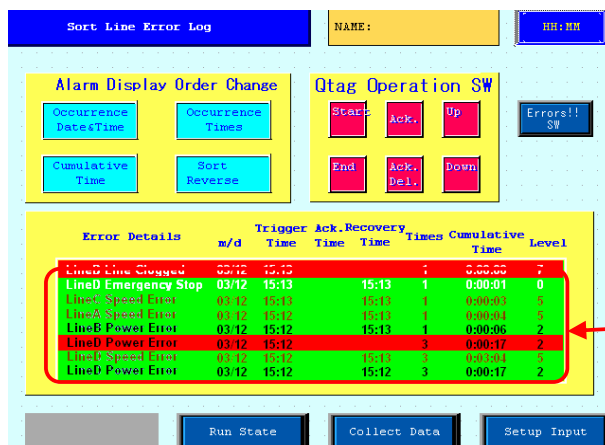 Sort Line Error Log NAME: HH:MM
Alarm Display Order Change
Occurrence Date&Time
Occurrence Times
Cumulative Time
Sort Reverse
Qtag Operation SW
Start Ack. Up
End Ack. Del. Down
Errors!! SW
Error Details m/d Trigger Time Ack. Time Recovery Time Times Cumulative Time Level
LineB Line Clogged 03/12 15:13 1 0:00:00 7
LineD Emergency Stop 03/12 15:13 15:13 1 0:00:01 0
LineC Speed Error 03/12 15:13 15:13 1 0:00:03 5
LineA Speed Error 03/12 15:12 15:13 1 0:00:04 5
LineB Power Error 03/12 15:12 15:13 1 0:00:06 2
LineD Power Error 03/12 15:12 3 0:00:17 2
LineD Speed Error 03/12 15:12 15:13 3 0:03:04 5
LineD Power Error 03/12 15:12 15:12 3 0:00:17 2
Run State Collect Data Setup Input